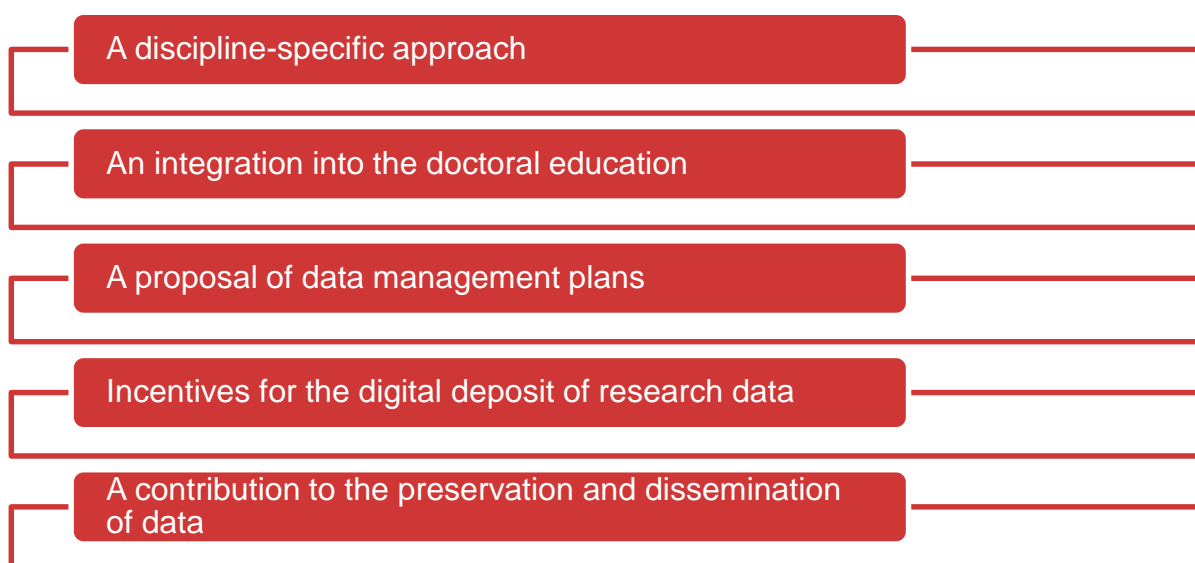 A discipline-specific approach
An integration into the doctoral education
A proposal of data management plans
Incentives for the digital deposit of research data
A contribution to the preservation and dissemination
of data